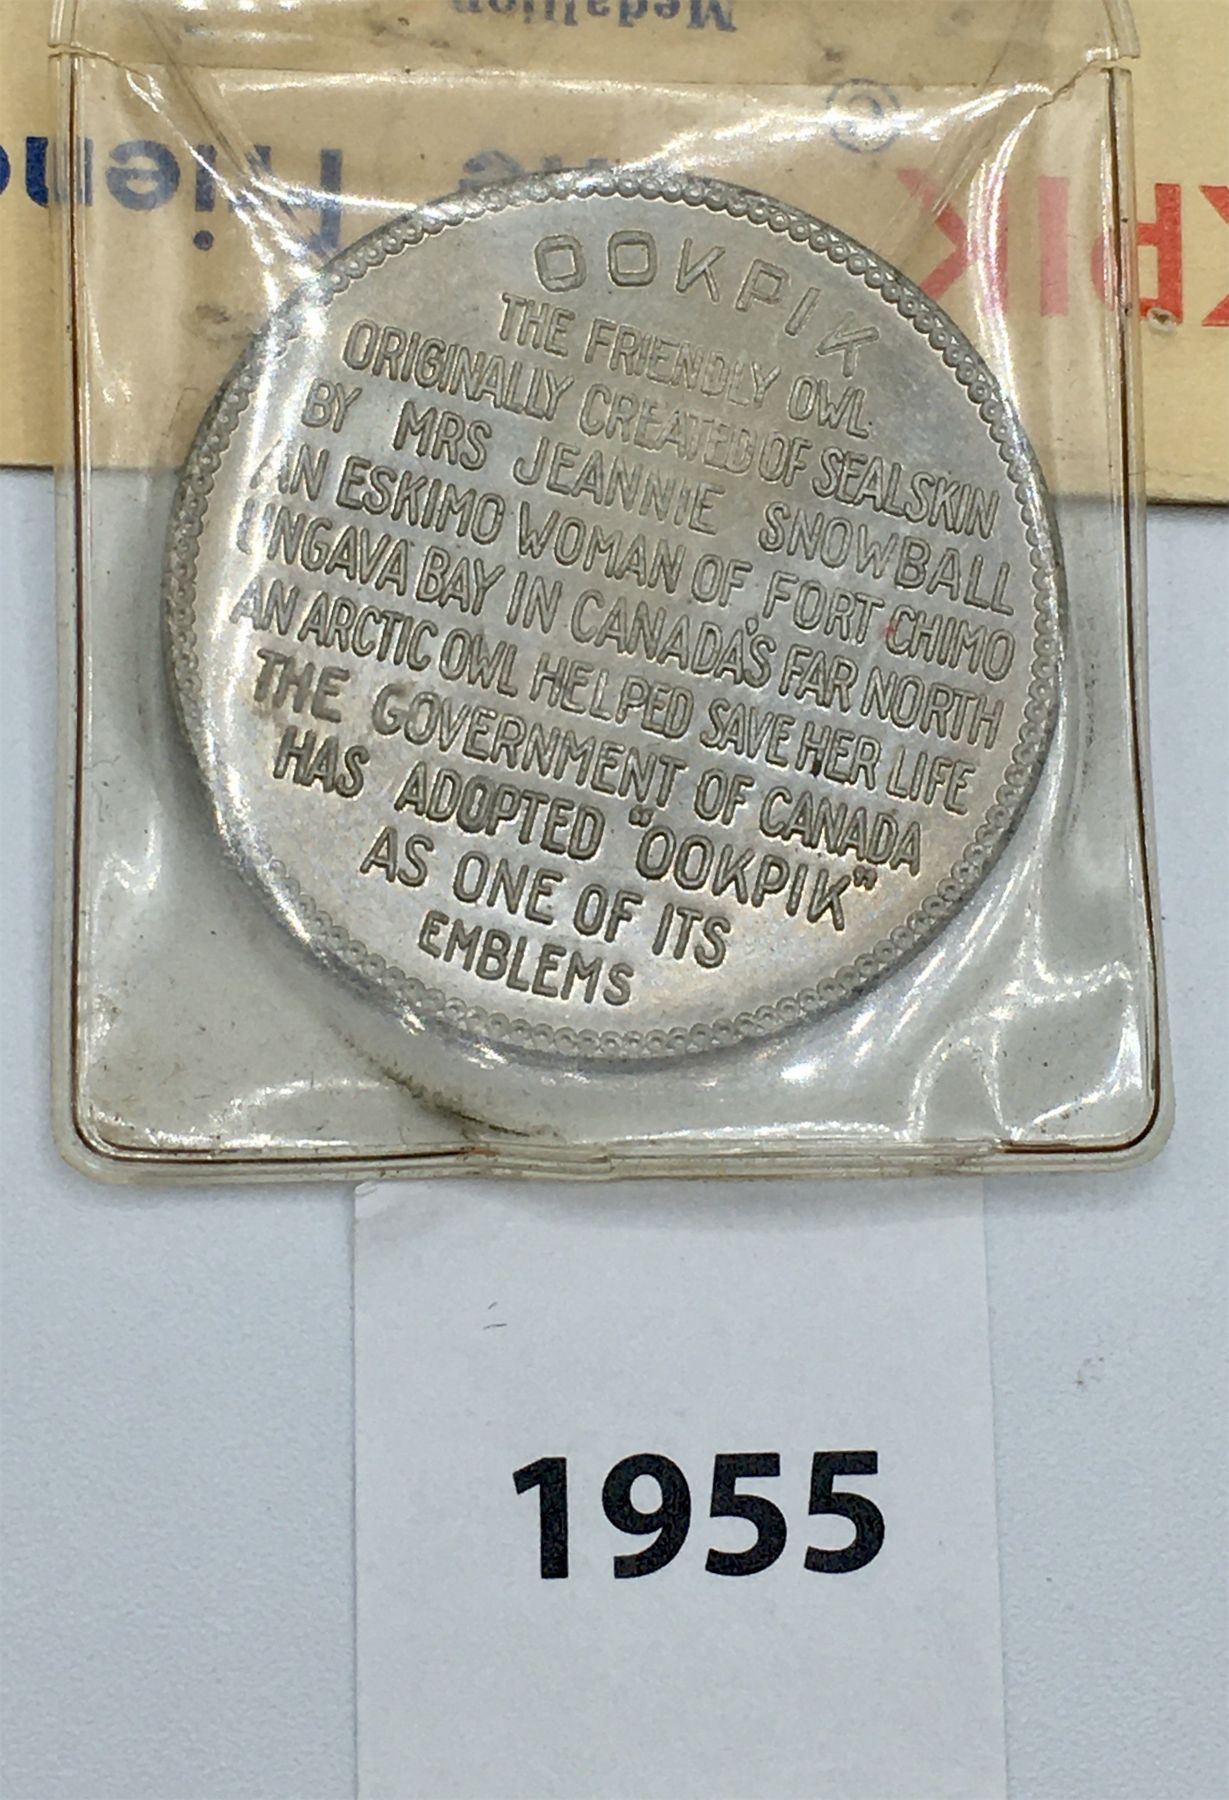 Medallion
©
KPIK
OOKPIK
THE FRIENDLY OWL
ORIGINALLY CREATED OF SEALSKIN
BY MRS JEANNIE SNOWBALL
AN ESKIMO WOMAN OF FORT CHIMO
UNGAVA BAY IN CANADA'S FAR NORTH
AN ARCTIC OWL HELPED SAVE HER LIFE
THE GOVERNMENT OF CANADA
HAS ADOPTED "OOKPIK"
AS ONE OF ITS
EMBLEMS
1955